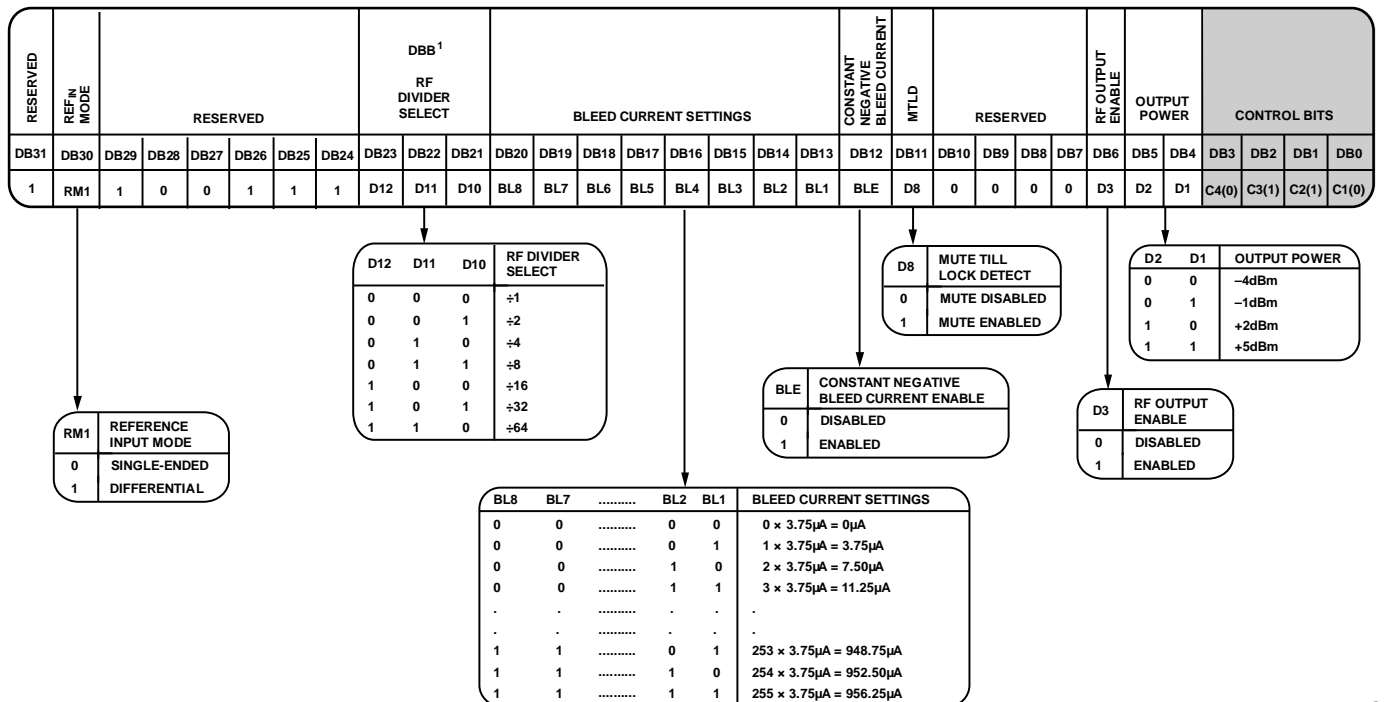 RESERVED
REFIN MODE
RESERVED
DBB1
RF DIVIDER SELECT
BLEED CURRENT SETTINGS
CONSTANT NEGATIVE BLEED CURRENT
MTLD
RESERVED
RF OUTPUT ENABLE
OUTPUT POWER
CONTROL BITS
DB31 DB30 DB29 DB28 DB27 DB26 DB25 DB24 DB23 DB22 DB21 DB20 DB19 DB18 DB17 DB16 DB15 DB14 DB13 DB12 DB11 DB10 DB9 DB8 DB7 DB6 DB5 DB4 DB3 DB2 DB1 DB0
1 RM1 1 0 0 1 1 1 D12 D11 D10 BL8 BL7 BL6 BL5 BL4 BL3 BL2 BL1 BLE D8 0 0 0 0 D3 D2 D1 C4(0) C3(1) C2(1) C1(0)
D12 D11 D10 RF DIVIDER SELECT
0 0 0 ÷1
0 0 1 ÷2
0 1 0 ÷4
0 1 1 ÷8
1 0 0 ÷16
1 0 1 ÷32
1 1 0 ÷64
D8 MUTE TILL LOCK DETECT
0 MUTE DISABLED
1 MUTE ENABLED
D2 D1 OUTPUT POWER
0 0 –4dBm
0 1 –1dBm
1 0 +2dBm
1 1 +5dBm
BLE CONSTANT NEGATIVE BLEED CURRENT ENABLE
0 DISABLED
1 ENABLED
D3 RF OUTPUT ENABLE
0 DISABLED
1 ENABLED
RM1 REFERENCE INPUT MODE
0 SINGLE-ENDED
1 DIFFERENTIAL
BL8 BL7 .......... BL2 BL1 BLEED CURRENT SETTINGS
0 0 .......... 0 0 0 × 3.75µA = 0µA
0 0 .......... 0 1 1 × 3.75µA = 3.75µA
0 0 .......... 1 0 2 × 3.75µA = 7.50µA
0 0 .......... 1 1 3 × 3.75µA = 11.25µA
. . .......... . . .
. . .......... . . .
1 1 .......... 0 1 253 × 3.75µA = 948.75µA
1 1 .......... 1 0 254 × 3.75µA = 952.50µA
1 1 .......... 1 1 255 × 3.75µA = 956.25µA